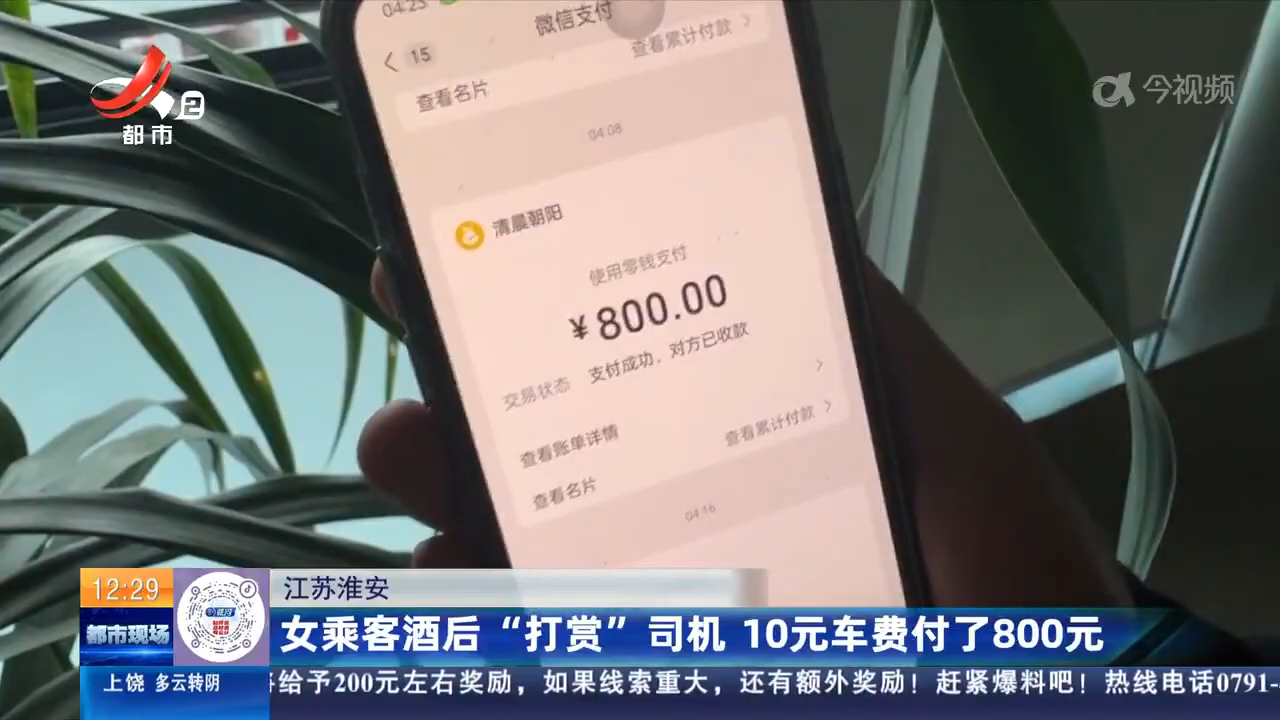 04:23
微信支付
15
查看累计付款
查看名片
04:08
清晨朝阳
使用零钱支付
¥800.00
交易状态 支付成功，对方已收款
查看账单详情
查看累计付款
查看名片
04:16
2
都市
今视频
12:29
都市现场
江苏淮安
女乘客酒后“打赏”司机 10元车费付了800元
上饶 多云转阴
给予200元左右奖励，如果线索重大，还有额外奖励！赶紧爆料吧！热线电话0791-